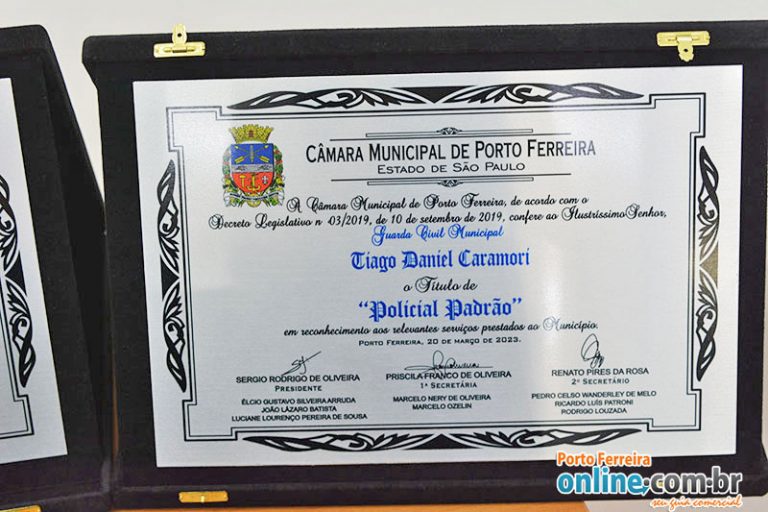 CÂMARA MUNICIPAL DE PORTO FERREIRA
ESTADO DE SÃO PAULO
A Câmara Municipal de Porto Ferreira, de acordo com o
Decreto Legislativo n 03/2019, de 10 de setembro de 2019, confere ao Ilustríssimo Senhor,
Guarda Civil Municipal
Tiago Daniel Caramori
o Título de
“Policial Padrão”
em reconhecimento aos relevantes serviços prestados ao Município.
PORTO FERREIRA, 20 DE MARÇO DE 2023.
SERGIO RODRIGO DE OLIVEIRA
PRESIDENTE
PRISCILA FRANCO DE OLIVEIRA
1ª SECRETÁRIA
RENATO PIRES DA ROSA
2º SECRETÁRIO
ÉLCIO GUSTAVO SILVEIRA ARRUDA
JOÃO LÁZARO BATISTA
LUCIANE LOURENÇO PEREIRA DE SOUSA
MARCELO NERY DE OLIVEIRA
MARCELO OZELIN
PEDRO CELSO WANDERLEY DE MELO
RICARDO LUÍS PATRONI
RODRIGO LOUZADA
Porto Ferreira
online.com.br
seu guia comercial